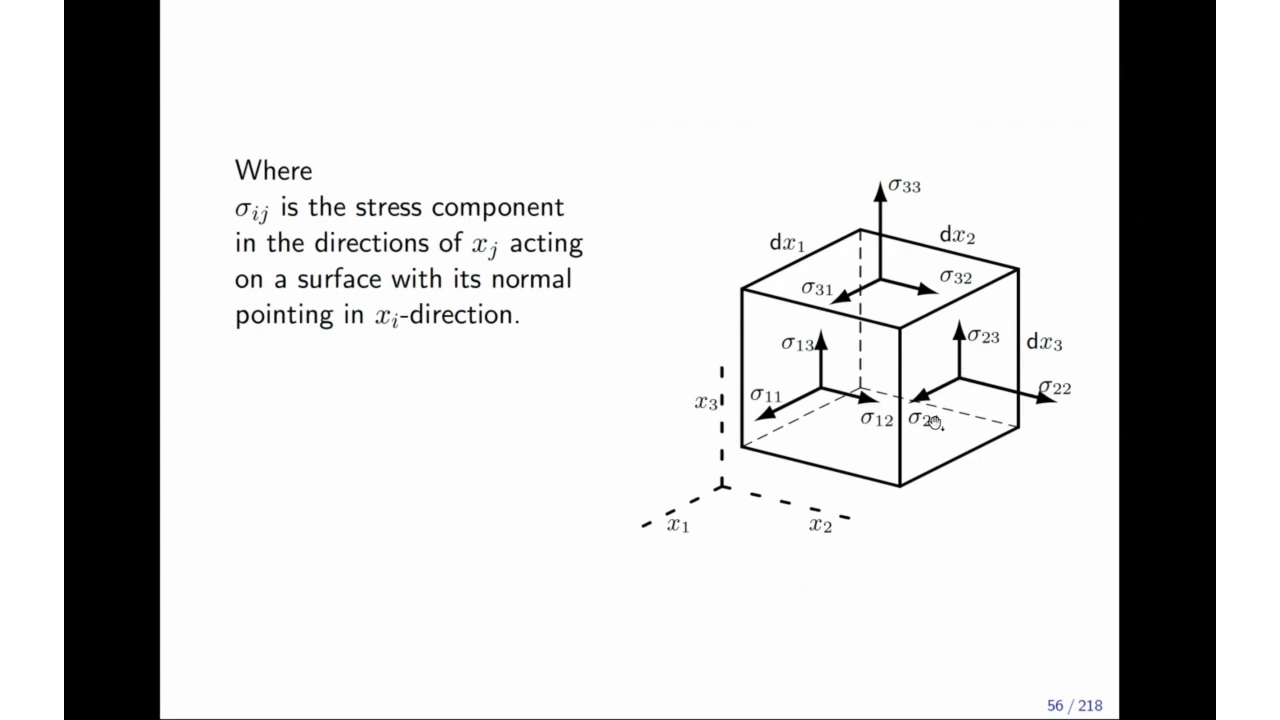 Where
σij is the stress component
in the directions of xj acting
on a surface with its normal
pointing in xi-direction.
σ33
dx1
dx2
σ31
σ32
σ13
σ23
dx3
σ11
σ12
σ22
x3
x1
x2
56 / 218